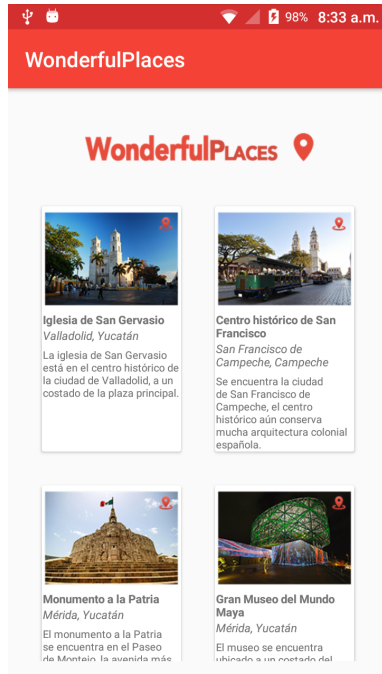 98% 8:33 a.m.
WonderfulPlaces
WonderfulPLACES
Iglesia de San Gervasio
Valladolid, Yucatán
La iglesia de San Gervasio
está en el centro histórico de
la ciudad de Valladolid, a un
costado de la plaza principal.
Centro histórico de San
Francisco
San Francisco de
Campeche, Campeche
Se encuentra la ciudad
de San Francisco de
Campeche, el centro
histórico aún conserva
mucha arquitectura colonial
española.
Monumento a la Patria
Mérida, Yucatán
El monumento a la Patria
se encuentra en el Paseo
de Montejo, la avenida más
Gran Museo del Mundo
Maya
Mérida, Yucatán
El museo se encuentra
ubicado a un costado del